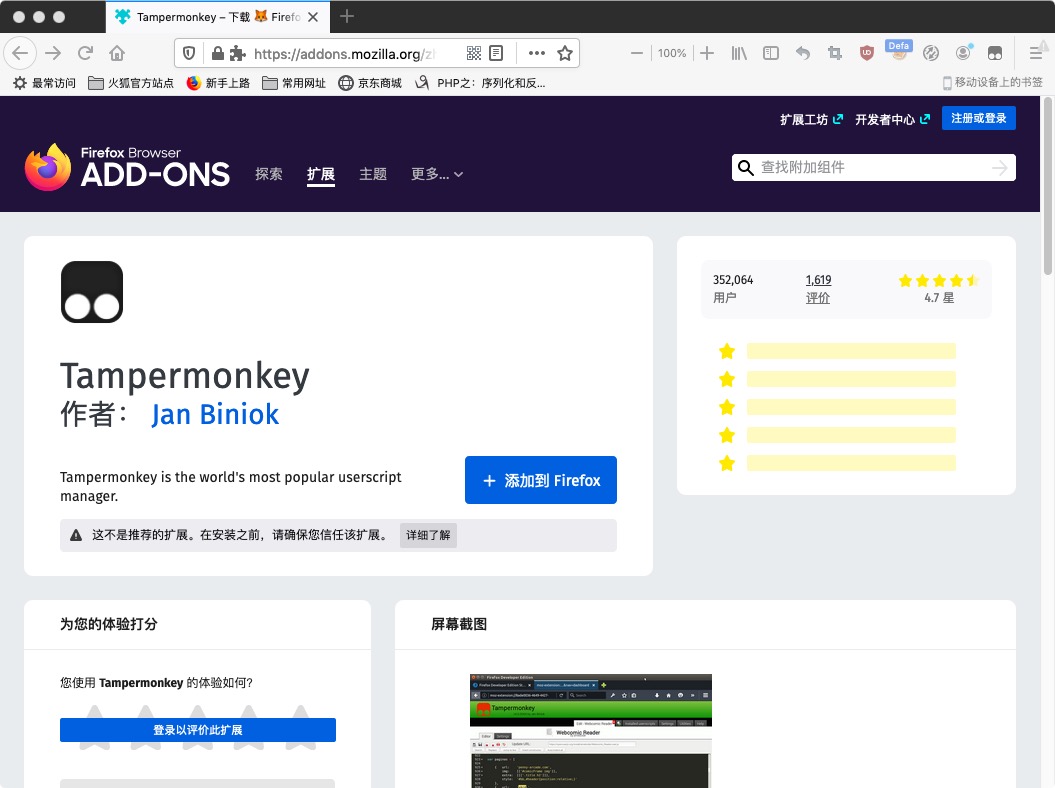 Tampermonkey – 下载 🦊 Firefo
https://addons.mozilla.org/zh
100%
Defa
最常访问
火狐官方站点
新手上路
常用网址
京东商城
PHP之：序列化和反...
移动设备上的书签
扩展工坊
开发者中心
注册或登录
Firefox Browser
ADD-ONS
探索
扩展
主题
更多...
查找附加组件
Tampermonkey
作者： Jan Biniok
Tampermonkey is the world's most popular userscript
manager.
+ 添加到 Firefox
这不是推荐的扩展。在安装之前，请确保您信任该扩展。
详细了解
352,064
用户
1,619
评价
4.7 星
为您的体验打分
您使用 Tampermonkey 的体验如何？
登录以评价此扩展
屏幕截图
Tampermonkey
Webcomic Reader